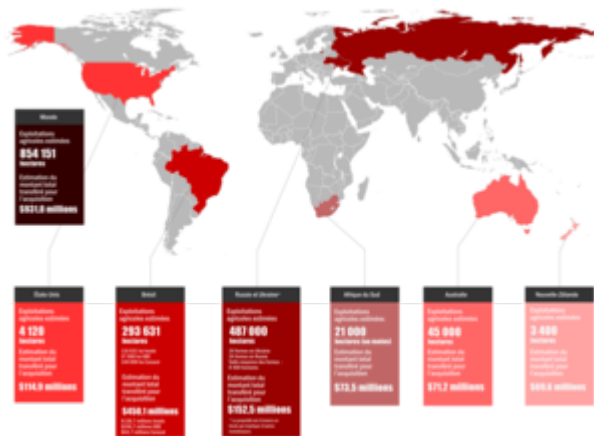 Monde
Exploitations
agricoles estimées
854 151
hectares
Estimation du
montant total
transféré pour
l'acquisition
$931,8 millions
États-Unis
Exploitations
agricoles estimées
4 120
hectares
Estimation du
montant total
transféré pour
l'acquisition
$114,9 millions
Brésil
Exploitations
agricoles estimées
293 631
hectares
Estimation du
montant total
transféré pour
l'acquisition
$450,1 millions
Russie et Ukraine*
Exploitations
agricoles estimées
487 000
hectares
Estimation du
montant total
transféré pour
l'acquisition
$152,5 millions
Afrique du Sud
Exploitations
agricoles estimées
21 000
hectares (au moins)
Estimation du
montant total
transféré pour
l'acquisition
$73,5 millions
Australie
Exploitations
agricoles estimées
45 000
hectares
Estimation du
montant total
transféré pour
l'acquisition
$71,2 millions
Nouvelle Zélande
Exploitations
agricoles estimées
3 400
hectares
Estimation du
montant total
transféré pour
l'acquisition